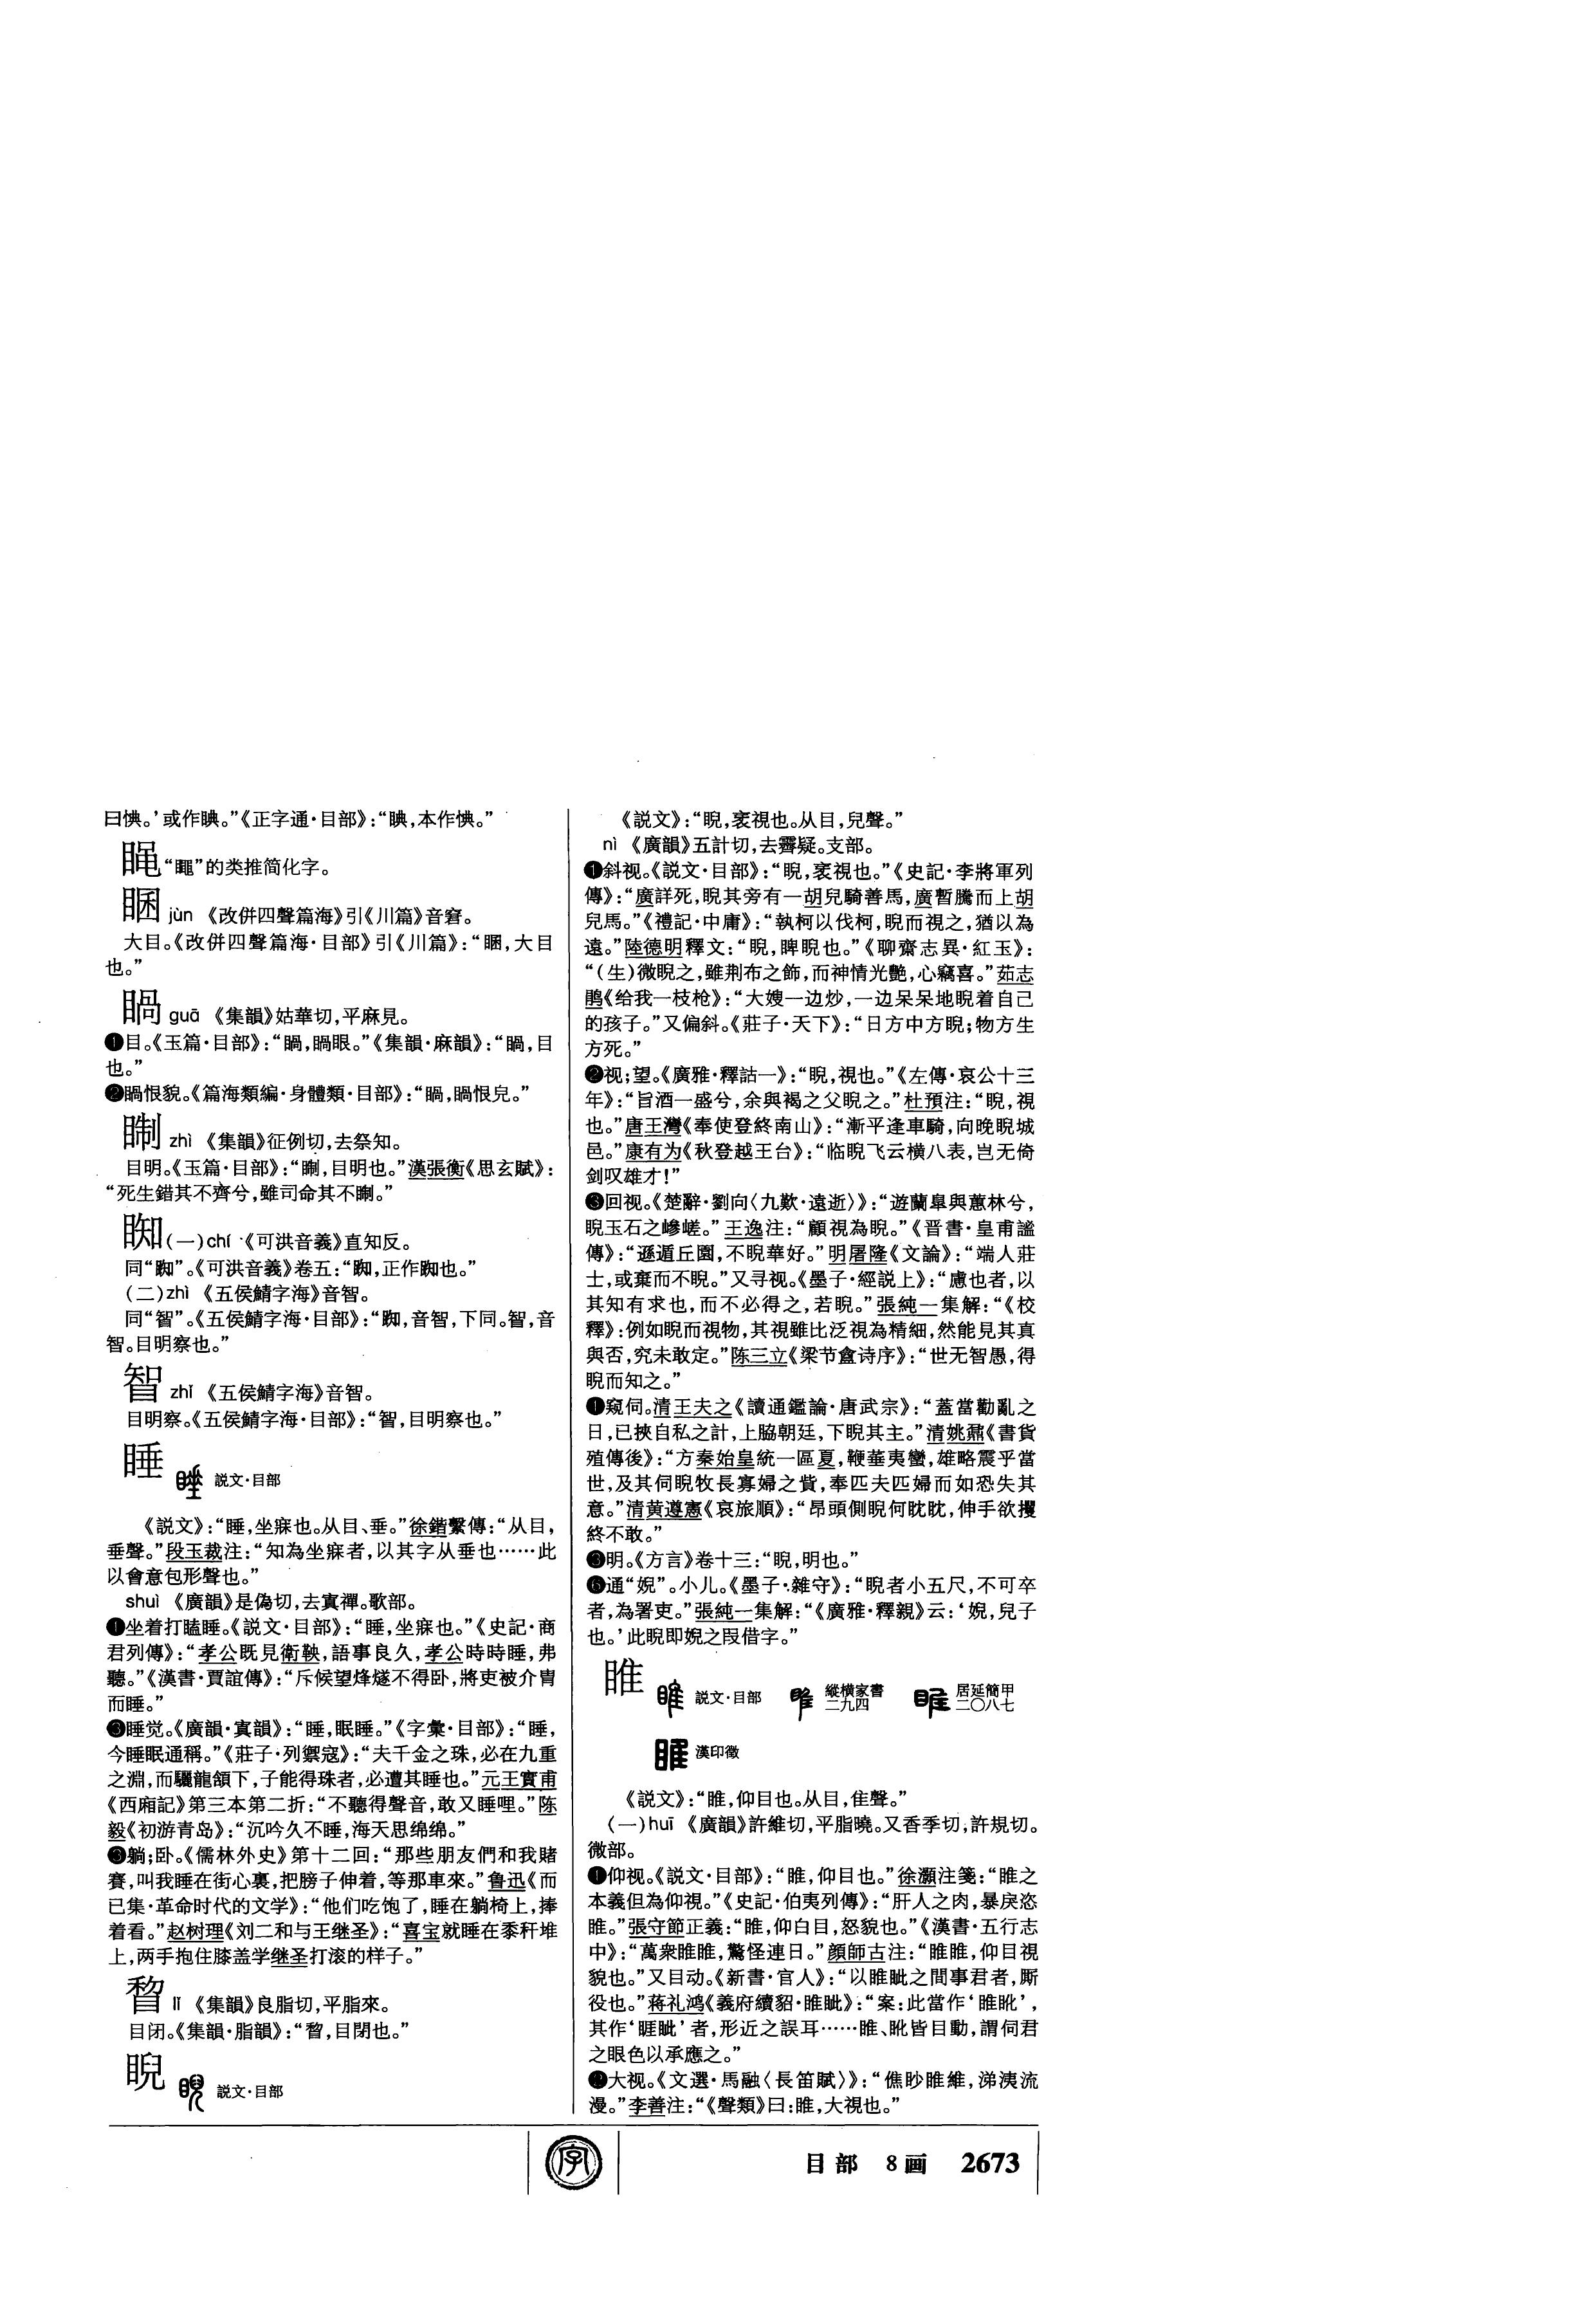 曰惵。’或作䐑。”《正字通·目部》：“䐑，本作惵。”
“鼆”的类推简化字。
睏 jùn 《改併四聲篇海》引《川篇》音窘。
大目。《改併四聲篇海·目部》引《川篇》：“睏，大目
也。”
䀨 guā 《集韻》姑華切，平麻見。
❶目。《玉篇·目部》：“，眼。”《集韻·麻韻》：“，目
也。”
❷恨貌。《篇海類編·身體類·目部》：“，恨皃。”
淛 zhì 《集韻》征例切，去祭知。
目明。《玉篇·目部》：“，目明也。”漢張衡《思玄賦》：
“死生錯其不齊兮，雖司命其不。”
(一)chí 《可洪音義》直知反。
同“”。《可洪音義》卷五：“，正作也。”
(二)zhì 《五侯鯖字海》音智。
同“”。《五侯鯖字海·目部》：“，音智，下同。，音
智。目明察也。”
zhǐ 《五侯鯖字海》音智。
目明察。《五侯鯖字海·目部》：“，目明察也。”
睡 説文·目部
《説文》：“睡，坐寐也。从目、垂。”徐鍇繫傳：“从目，
垂聲。”段玉裁注：“知為坐寐者，以其字从垂也……此
以會意包形聲也。”
shuì 《廣韻》是偽切，去寘禪。歌部。
❶坐着打瞌睡。《説文·目部》：“睡，坐寐也。”《史記·商
君列傳》：“孝公既見衛鞅，語事良久，孝公時時睡，弗
聽。”《漢書·賈誼傳》：“斥候望烽燧不得卧，將吏被介冑
而睡。”
❸睡觉。《廣韻·寘韻》：“睡，眠睡。”《字彙·目部》：“睡，
今睡眠通稱。”《莊子·列禦寇》：“夫千金之珠，必在九重
之淵，而驪龍頷下，子能得珠者，必遭其睡也。”元王實甫
《西廂記》第三本第二折：“不聽得聲音，敢又睡哩。”陈
毅《初游青岛》：“沉吟久不睡，海天思绵绵。”
❸躺；卧。《儒林外史》第十二回：“那些朋友們和我賭
賽，叫我睡在街心裏，把膀子伸着，等那車來。”鲁迅《而
已集·革命时代的文学》：“他们吃饱了，睡在躺椅上，捧
着看。”赵树理《刘二和与王继圣》：“喜宝就睡在黍秆堆
上，两手抱住膝盖学继圣打滚的样子。”
lí 《集韻》良脂切，平脂來。
目闭。《集韻·脂韻》：“，目閉也。”
睨 説文·目部
《説文》：“睨，衺視也。从目，兒聲。”
nì 《廣韻》五計切，去霽疑。支部。
❶斜视。《説文·目部》：“睨，衺視也。”《史記·李將軍列
傳》：“廣詳死，睨其旁有一胡兒騎善馬，廣暫騰而上胡
兒馬。”《禮記·中庸》：“執柯以伐柯，睨而視之，猶以為
遠。”陸德明釋文：“睨，睥睨也。”《聊齋志異·紅玉》：
“(生)微睨之，雖荆布之飾，而神情光艷，心竊喜。”茹志
鹃《给我一枝枪》：“大嫂一边炒，一边呆呆地睨着自己
的孩子。”又偏斜。《莊子·天下》：“日方中方睨；物方生
方死。”
❷视；望。《廣雅·釋詁一》：“睨，視也。”《左傳·哀公十三
年》：“旨酒一盛兮，余與褐之父睨之。”杜預注：“睨，視
也。”唐王灣《奉使登終南山》：“漸平逢車騎，向晚睨城
邑。”康有为《秋登越王台》：“临睨飞云横八表，岂无倚
剑叹雄才！”
❸回视。《楚辭·劉向〈九歎·遠逝〉》：“遊蘭皋與蕙林兮，
睨玉石之嵾嵯。”王逸注：“顧視為睨。”《晋書·皇甫謐
傳》：“遜遁丘園，不睨華好。”明屠隆《文論》：“端人莊
士，或棄而不睨。”又寻视。《墨子·經説上》：“慮也者，以
其知有求也，而不必得之，若睨。”張純一集解：“《校
釋》：例如睨而視物，其視雖比泛視為精細，然能見其真
與否，究未敢定。”陈三立《梁节盫诗序》：“世无智愚，得
睨而知之。”
❶窥伺。清王夫之《讀通鑑論·唐武宗》：“蓋當勸亂之
日，已挾自私之計，上脇朝廷，下睨其主。”清姚鼐《書貨
殖傳後》：“方秦始皇統一區夏，鞭箠夷蠻，雄略震乎當
世，及其伺睨牧長寡婦之貲，奉匹夫匹婦而如恐失其
意。”清黄遵憲《哀旅順》：“昂頭側睨何眈眈，伸手欲攫
終不敢。”
❸明。《方言》卷十三：“睨，明也。”
❻通“婗”。小儿。《墨子·雜守》：“睨者小五尺，不可卒
者，為署吏。”張純一集解：“《廣雅·釋親》云：‘婗，兒子
也。’此睨即婗之叚借字。”
睢 説文·目部 縱橫家書二九四 居延簡甲二〇八七
漢印徵
《説文》：“睢，仰目也。从目，隹聲。”
(一)huī 《廣韻》許維切，平脂曉。又香季切，許規切。
微部。
❶仰视。《説文·目部》：“睢，仰目也。”徐灝注箋：“睢之
本義但為仰視。”《史記·伯夷列傳》：“肝人之肉，暴戾恣
睢。”張守節正義：“睢，仰白目，怒貌也。”《漢書·五行志
中》：“萬衆睢睢，驚怪連日。”顔師古注：“睢睢，仰目視
貌也。”又目动。《新書·官人》：“以睢眦之間事君者，厮
役也。”蒋礼鸿《義府續貂·睢眦》：“案：此當作‘睢眦’，
其作‘睚眦’者，形近之誤耳……睢、眦皆目動，謂伺君
之眼色以承應之。”
❷大视。《文選·馬融〈長笛賦〉》：“僬眇睢維，涕洟流
漫。”李善注：“《聲類》曰：睢，大視也。”
字
目部 8画 2673